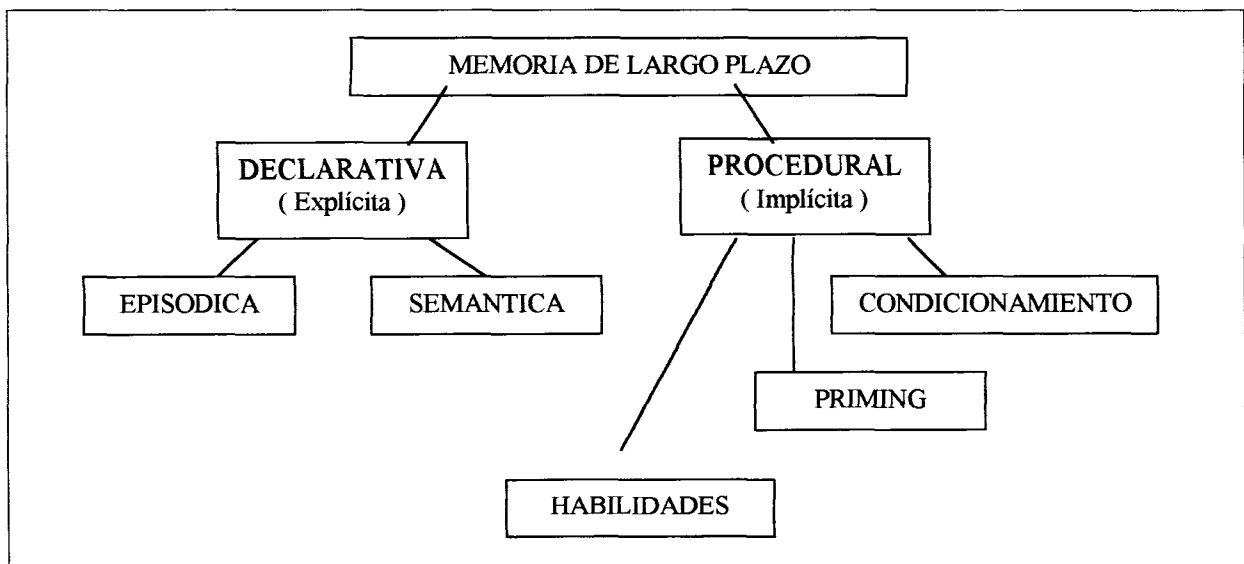 MEMORIA DE LARGO PLAZO
DECLARATIVA
( Explícita )
PROCEDURAL
( Implícita )
EPISODICA
SEMANTICA
CONDICIONAMIENTO
PRIMING
HABILIDADES